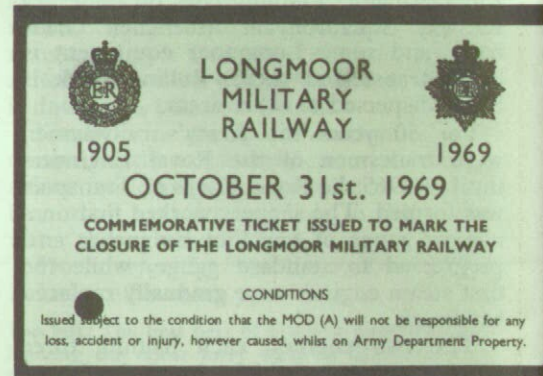 LONGMOOR
MILITARY
RAILWAY
EIIR
EIIR
1905
1969
OCTOBER 31st. 1969
COMMEMORATIVE TICKET ISSUED TO MARK THE
CLOSURE OF THE LONGMOOR MILITARY RAILWAY
CONDITIONS
Issued subject to the condition that the MOD (A) will not be responsible for any
loss, accident or injury, however caused, whilst on Army Department Property.